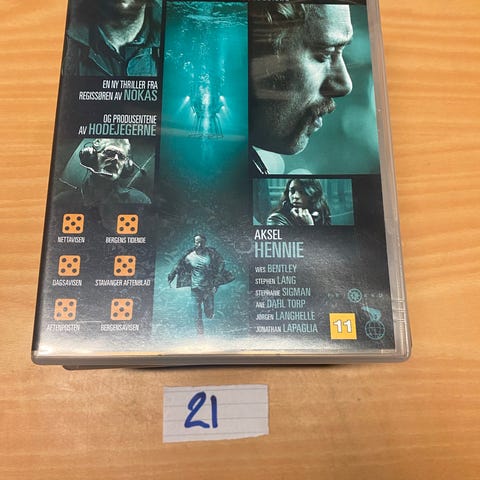 EN NY THRILLER FRA
REGISSØREN AV NOKAS
OG PRODUSENTENE
AV HODEJEGERNE
NETTAVISEN
BERGENS TIDENDE
DAGSAVISEN
STAVANGER AFTENBLAD
AFTENPOSTEN
BERGENSAVISEN
AKSEL
HENNIE
WES BENTLEY
STEPHEN LANG
STEPHANIE SIGMAN
ANE DAHL TORP
JØRGEN LANGHELLE
JONATHAN LAPAGLIA
11
21